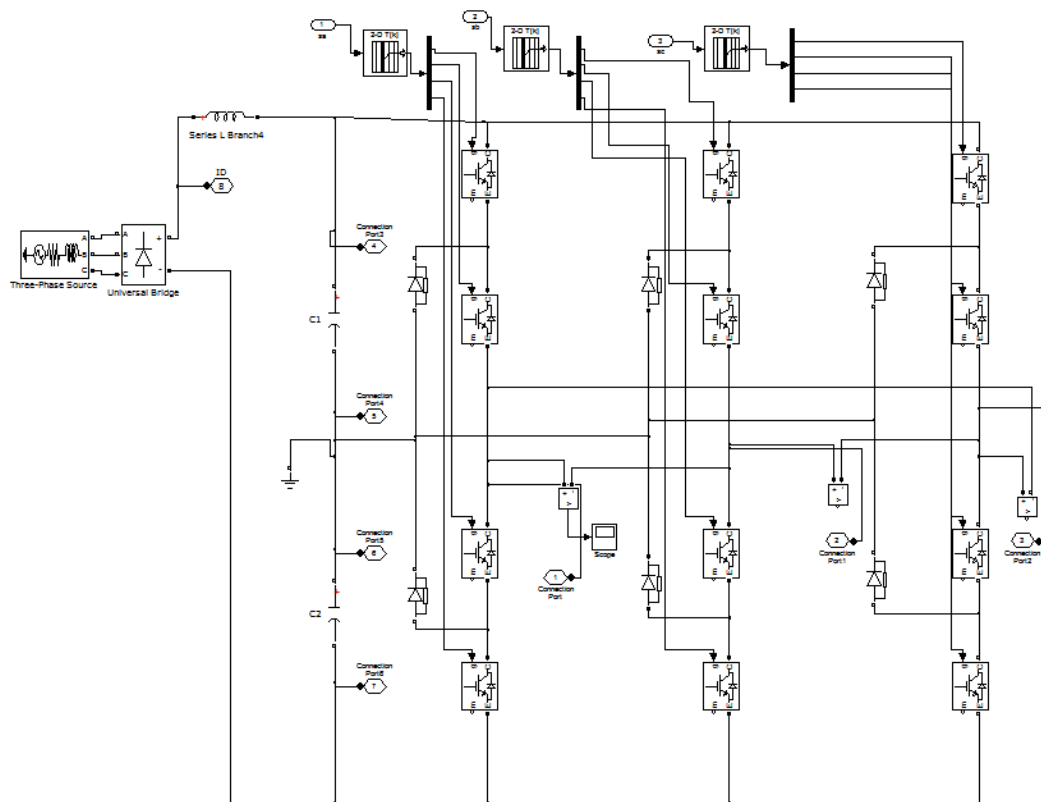 1
sa
2-D T[k]
2
sb
2-D T[k]
3
sc
2-D T[k]
Series L Branch4
ID
8
Three-Phase Source
A
B
C
Universal Bridge
A
B
C
+
-
Connection
Port3
4
C1
Connection
Port4
5
Connection
Port5
6
C2
Connection
Port6
7
g
C
m
E
g
C
m
E
g
C
m
E
g
C
m
E
g
C
m
E
g
C
m
E
g
C
m
E
g
C
m
E
g
C
m
E
g
C
m
E
g
C
m
E
g
C
m
E
+
-
v
Scope
1
Connection
Port
+
-
v
2
Connection
Port1
+
-
v
3
Connection
Port2